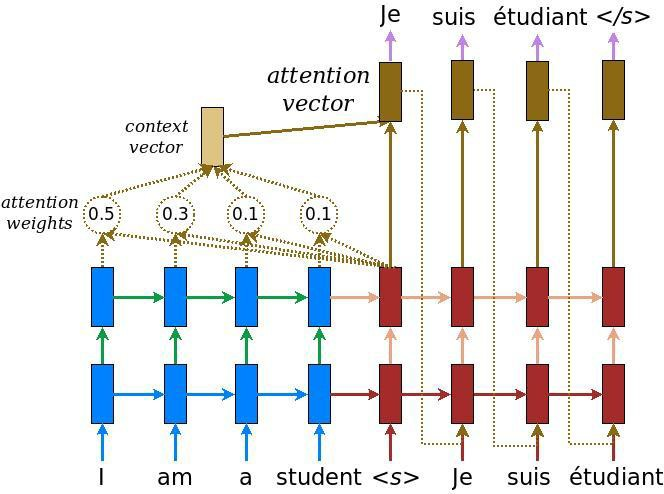 Je suis étudiant </s>
attention
vector
context
vector
attention
weights
0.5 0.3 0.1 0.1
I am a student <s> Je suis étudiant